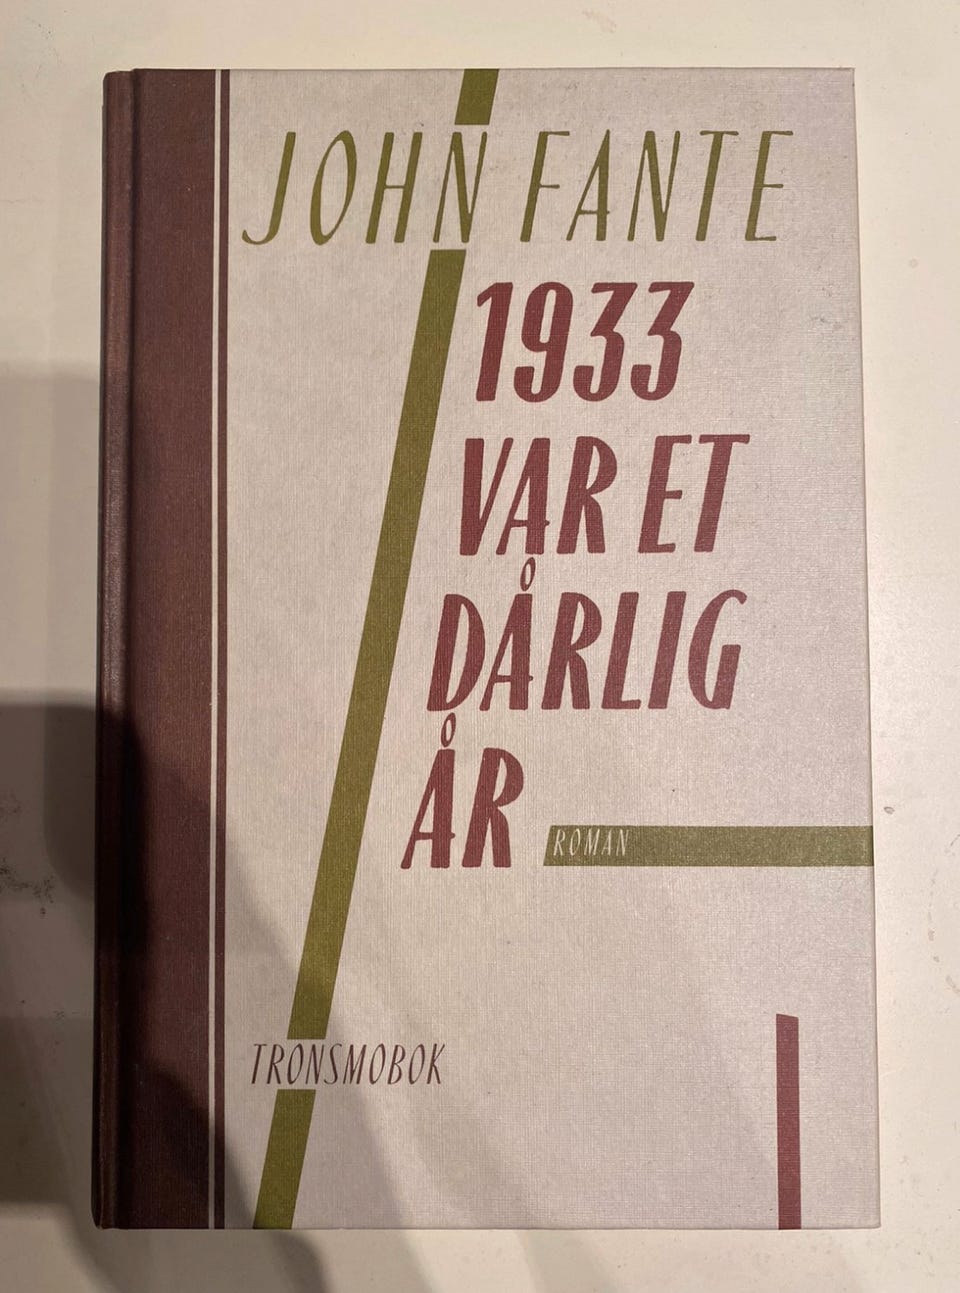 JOHN FANTE
1933
VAR ET
DÅRLIG
ÅR
ROMAN
TRONSMOBOK